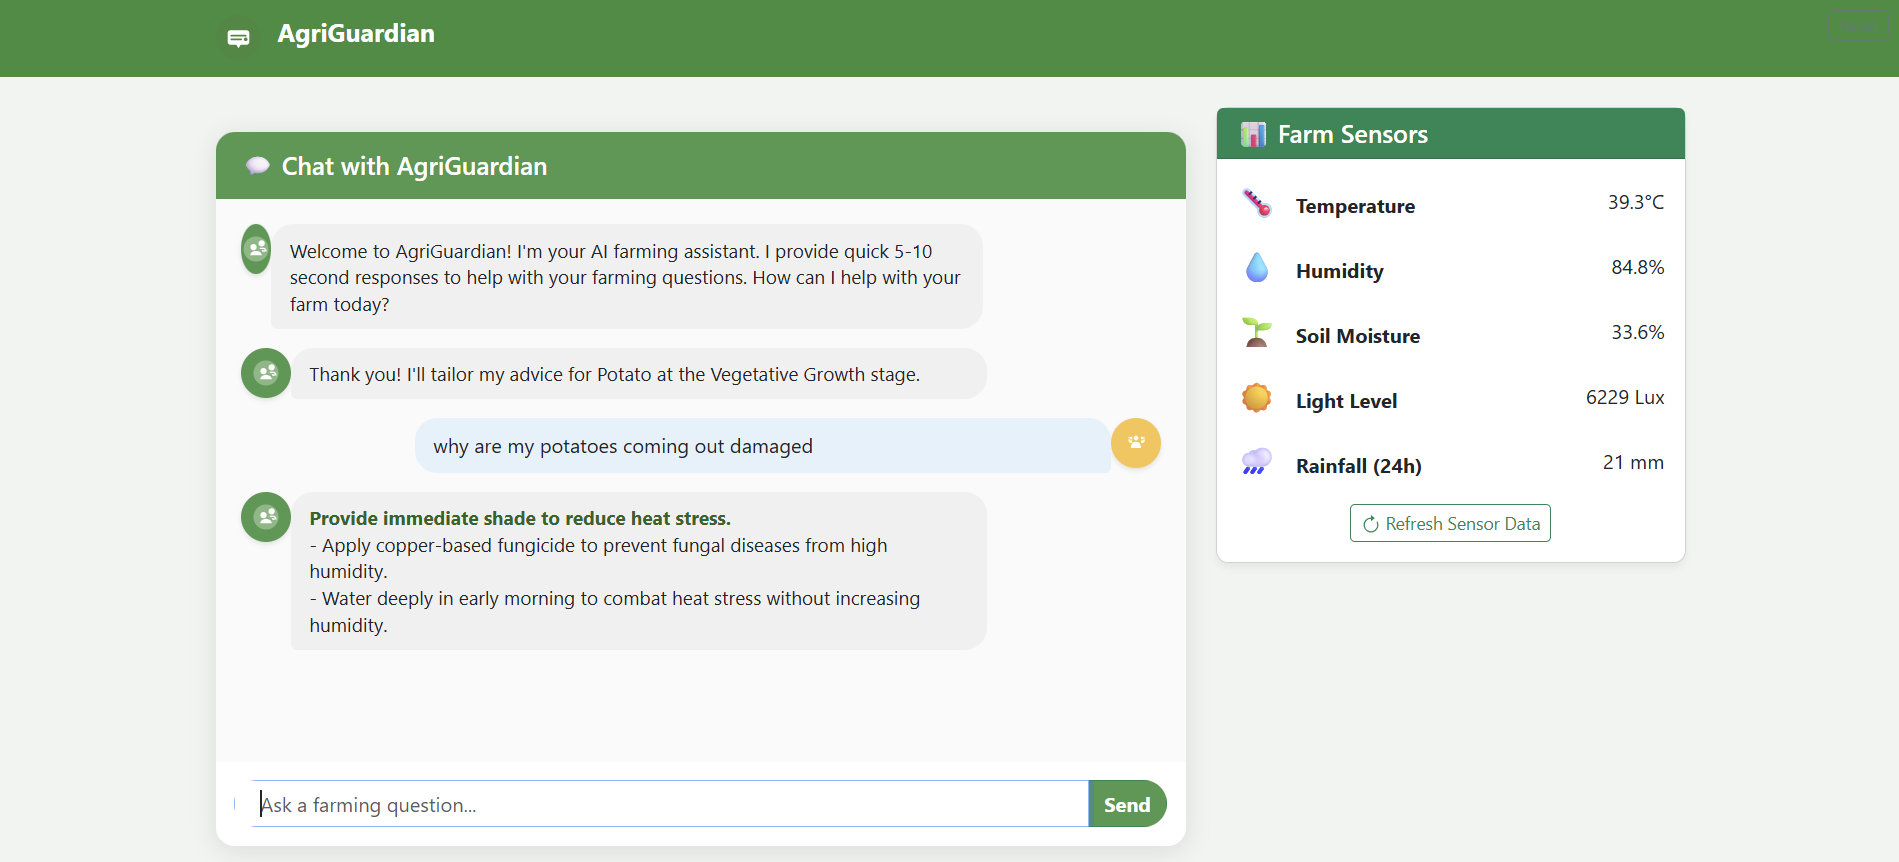 AgriGuardian
Chat with AgriGuardian
Welcome to AgriGuardian! I'm your AI farming assistant. I provide quick 5-10
second responses to help with your farming questions. How can I help with your
farm today?
Thank you! I'll tailor my advice for Potato at the Vegetative Growth stage.
why are my potatoes coming out damaged
Provide immediate shade to reduce heat stress.
- Apply copper-based fungicide to prevent fungal diseases from high
humidity.
- Water deeply in early morning to combat heat stress without increasing
humidity.
Ask a farming question...
Send
Farm Sensors
Temperature 39.3°C
Humidity 84.8%
Soil Moisture 33.6%
Light Level 6229 Lux
Rainfall (24h) 21 mm
Refresh Sensor Data